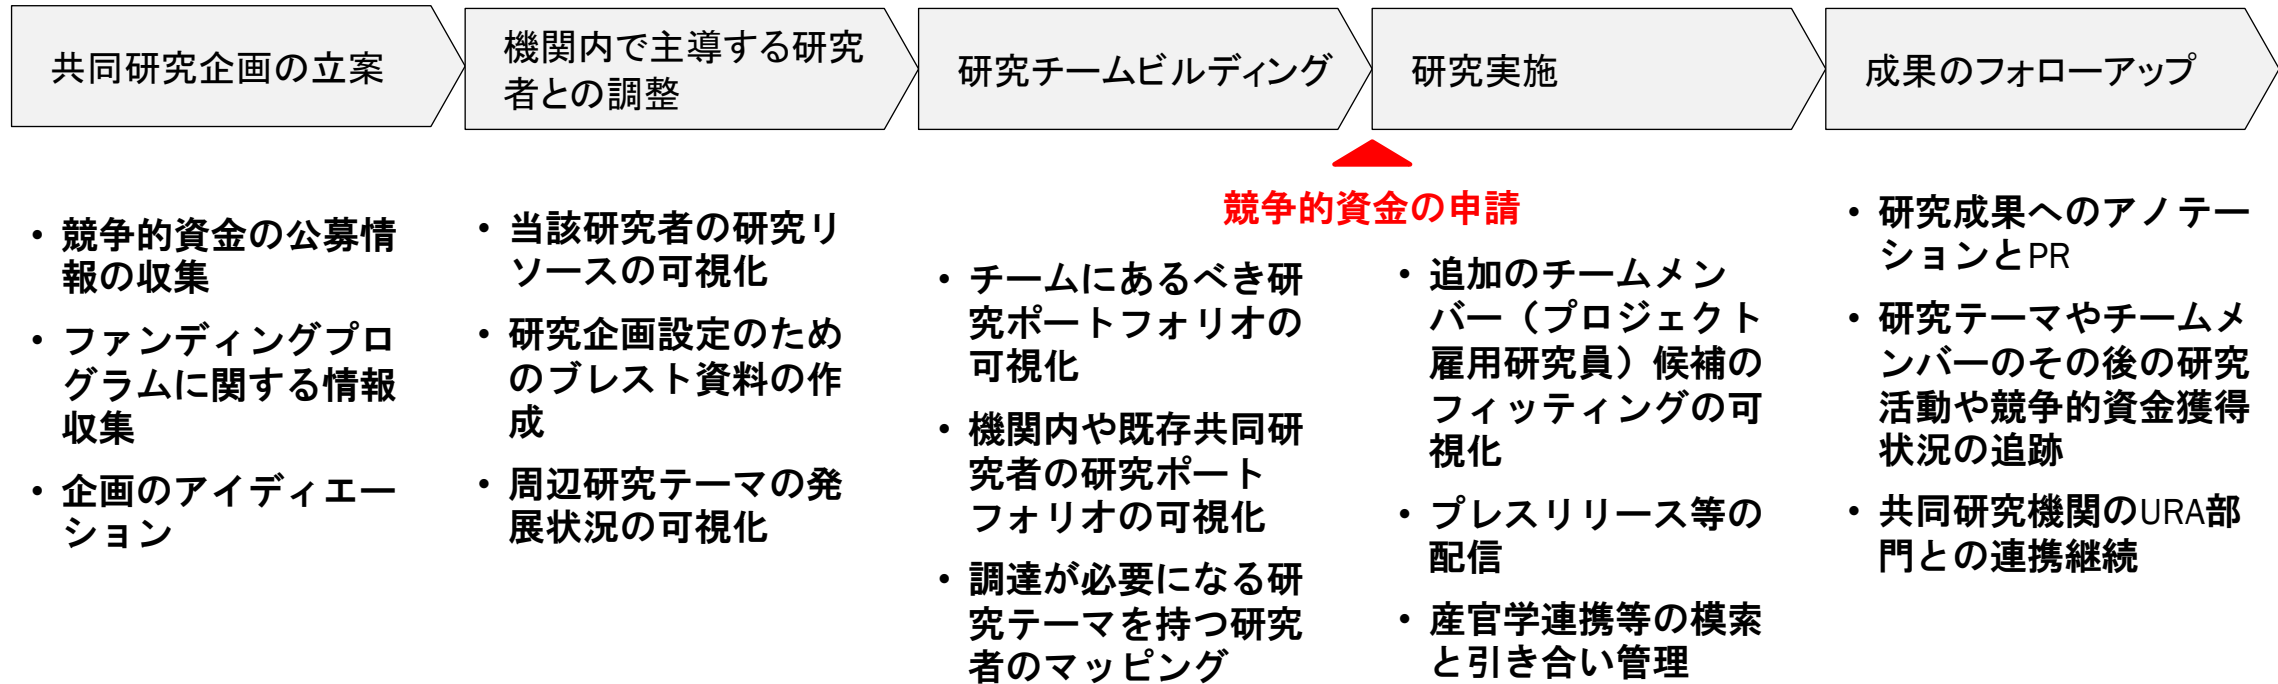 共同研究企画の立案
機関内で主導する研究
者との調整
研究チームビルディング
研究実施
成果のフォローアップ
競争的資金の申請
• 競争的資金の公募情
報の収集
• ファンディングプロ
グラムに関する情報
収集
• 企画のアイディエー
ション
• 当該研究者の研究リ
ソースの可視化
• 研究企画設定のため
のブレスト資料の作
成
• 周辺研究テーマの発
展状況の可視化
• チームにあるべき研
究ポートフォリオの
可視化
• 機関内や既存共同研
究者の研究ポート
フォリオの可視化
• 調達が必要になる研
究テーマを持つ研究
者のマッピング
• 追加のチームメン
バー（プロジェクト
雇用研究員）候補の
フィッティングの可
視化
• プレスリリース等の
配信
• 産官学連携等の模索
と引き合い管理
• 研究成果へのアノテー
ションとPR
• 研究テーマやチームメ
ンバーのその後の研究
活動や競争的資金獲得
状況の追跡
• 共同研究機関のURA部
門との連携継続